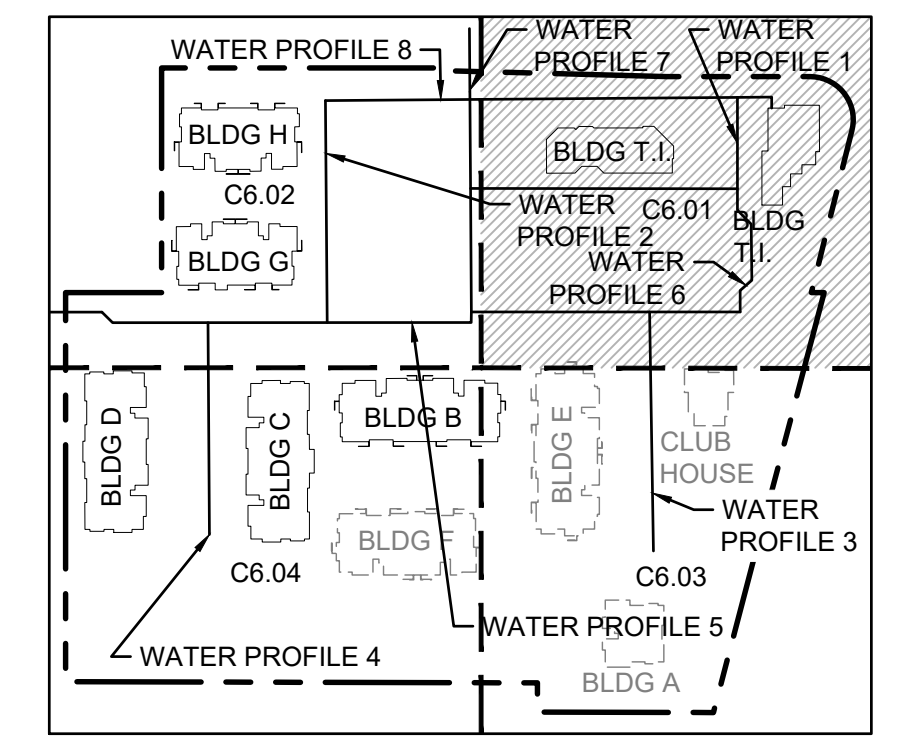 WATER PROFILE 8
WATER
PROFILE 7
WATER
PROFILE 1
BLDG H
BLDG T.I.
C6.02
WATER
PROFILE 2
C6.01
BLDG
T.I.
BLDG G
WATER
PROFILE 6
BLDG D
BLDG C
BLDG B
BLDG E
CLUB
HOUSE
BLDG F
WATER
PROFILE 3
C6.04
C6.03
WATER PROFILE 5
WATER PROFILE 4
BLDG A